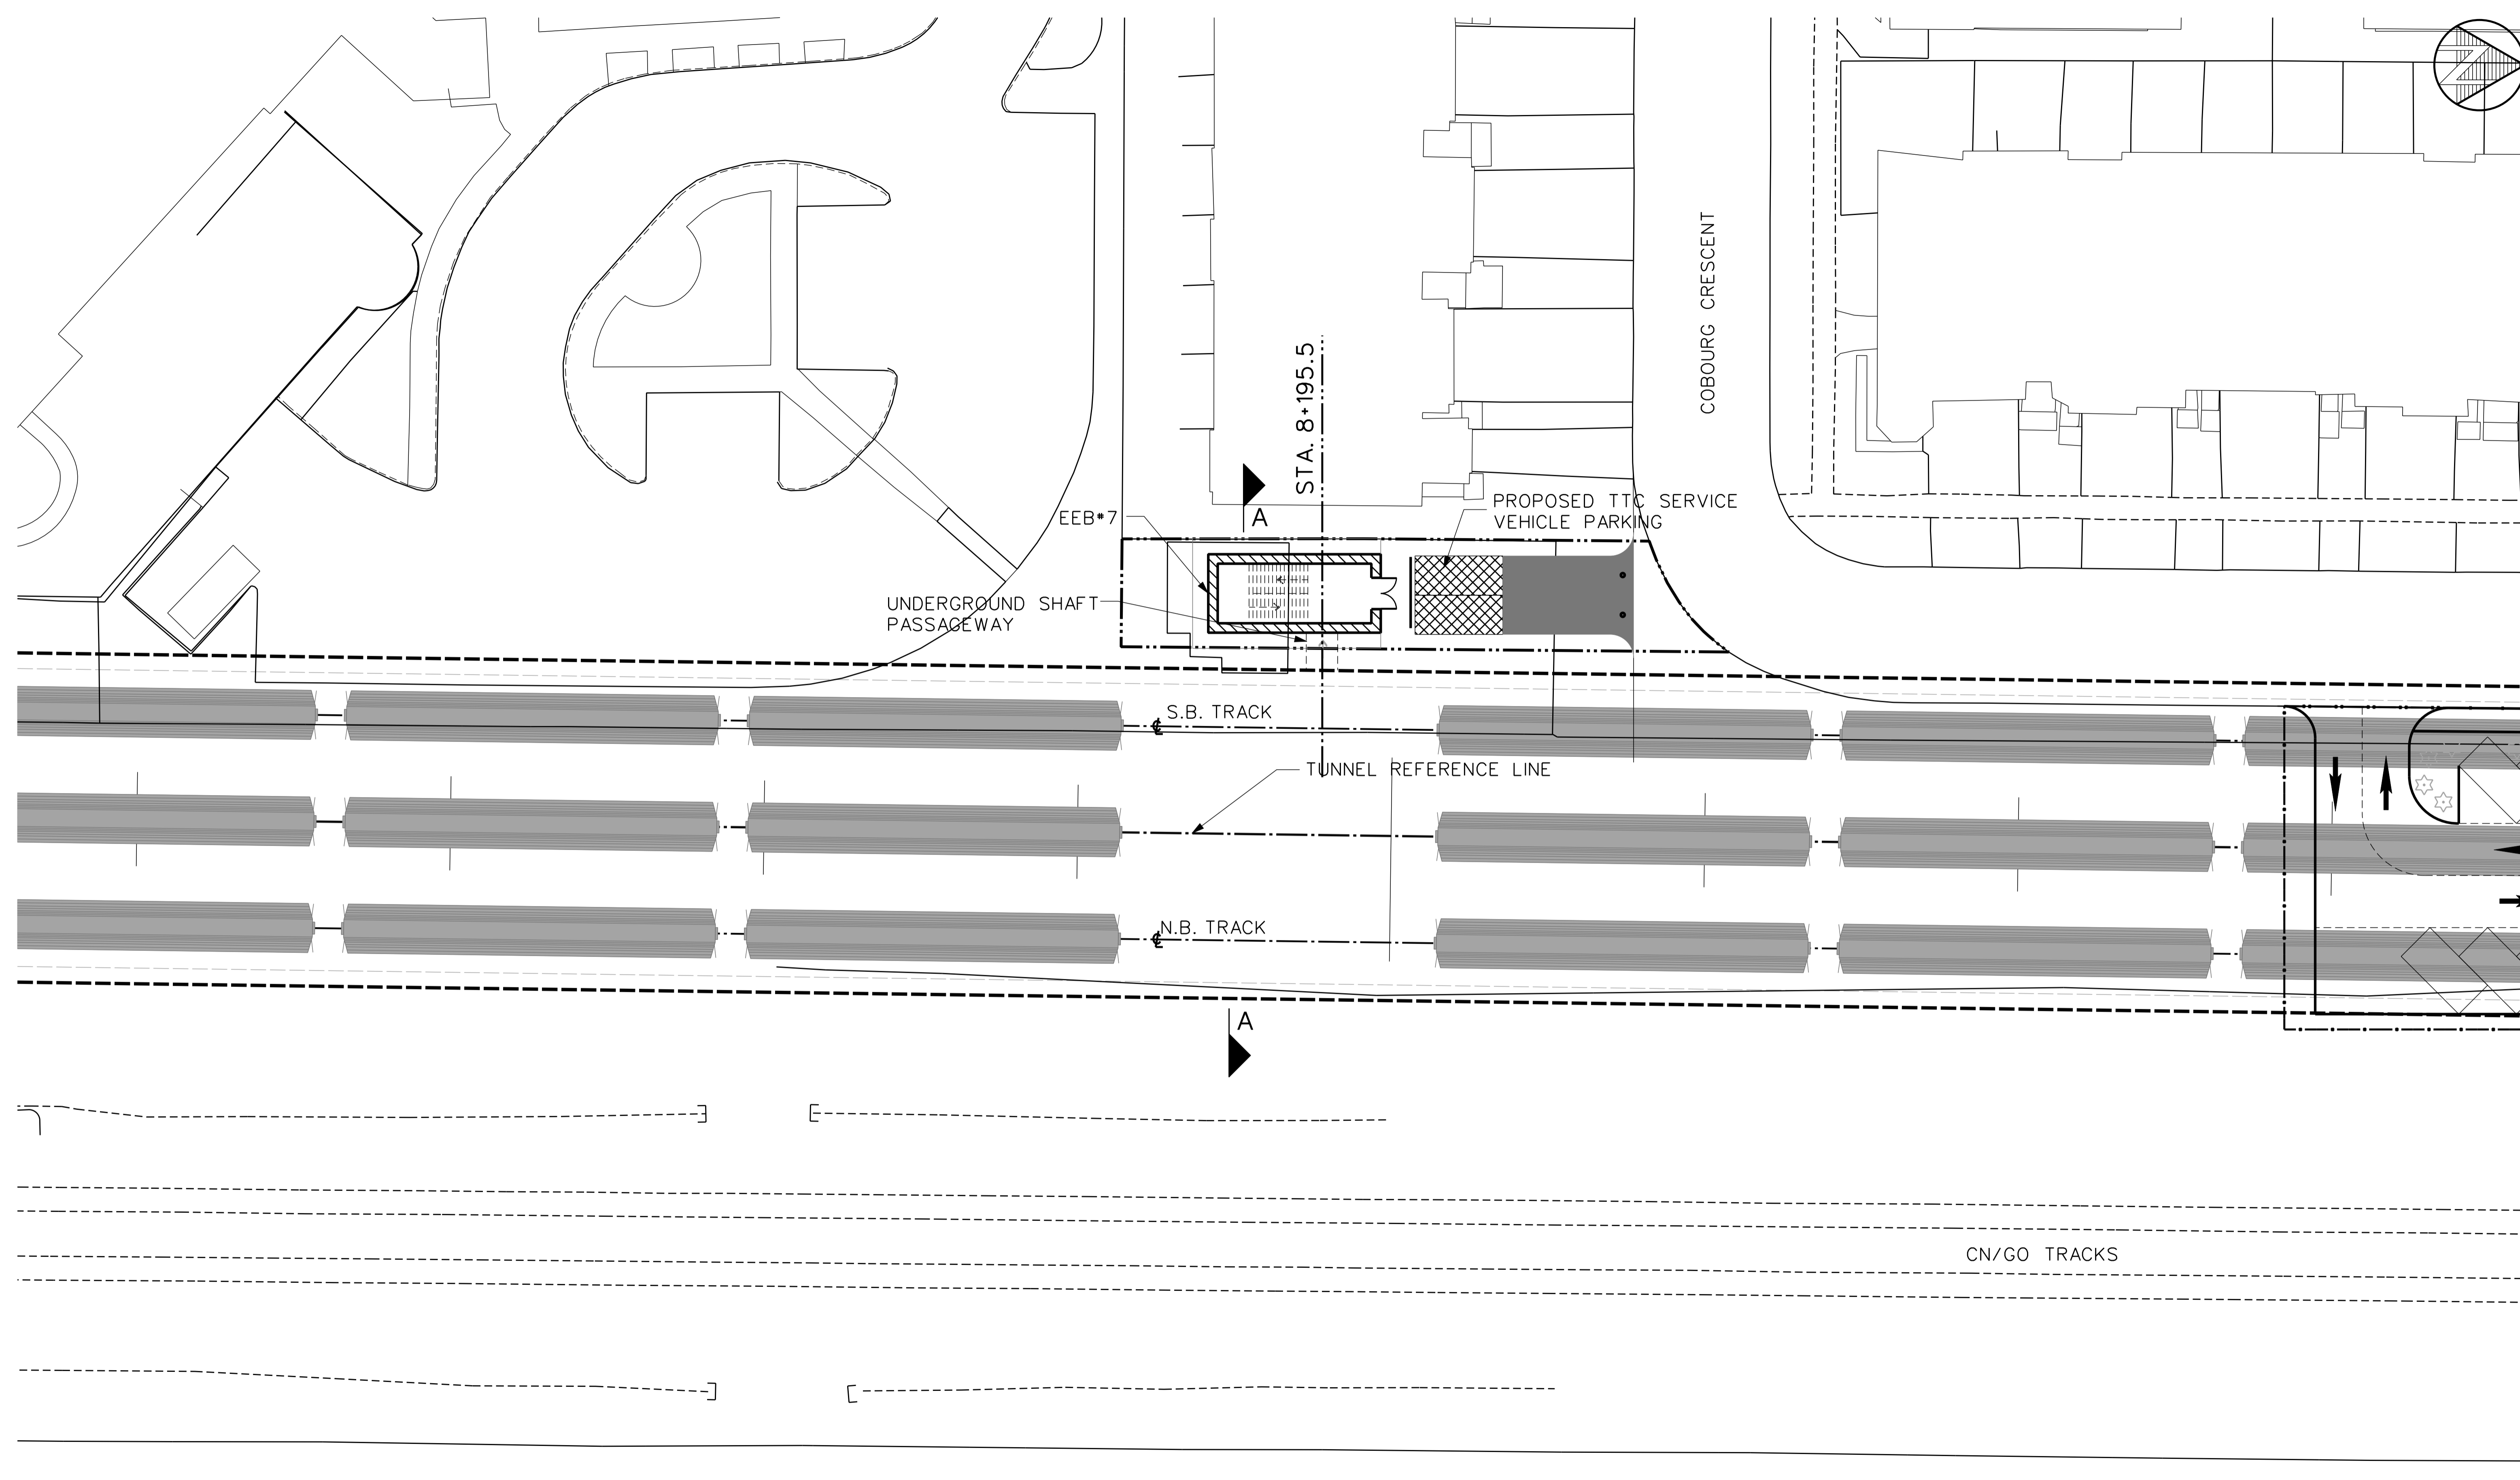 N
COBOURG CRESCENT
STA. 8+195.5
PROPOSED TTC SERVICE
VEHICLE PARKING
EEB#7
A
UNDERGROUND SHAFT
PASSAGEWAY
S.B. TRACK
TUNNEL REFERENCE LINE
N.B. TRACK
A
CN/GO TRACKS